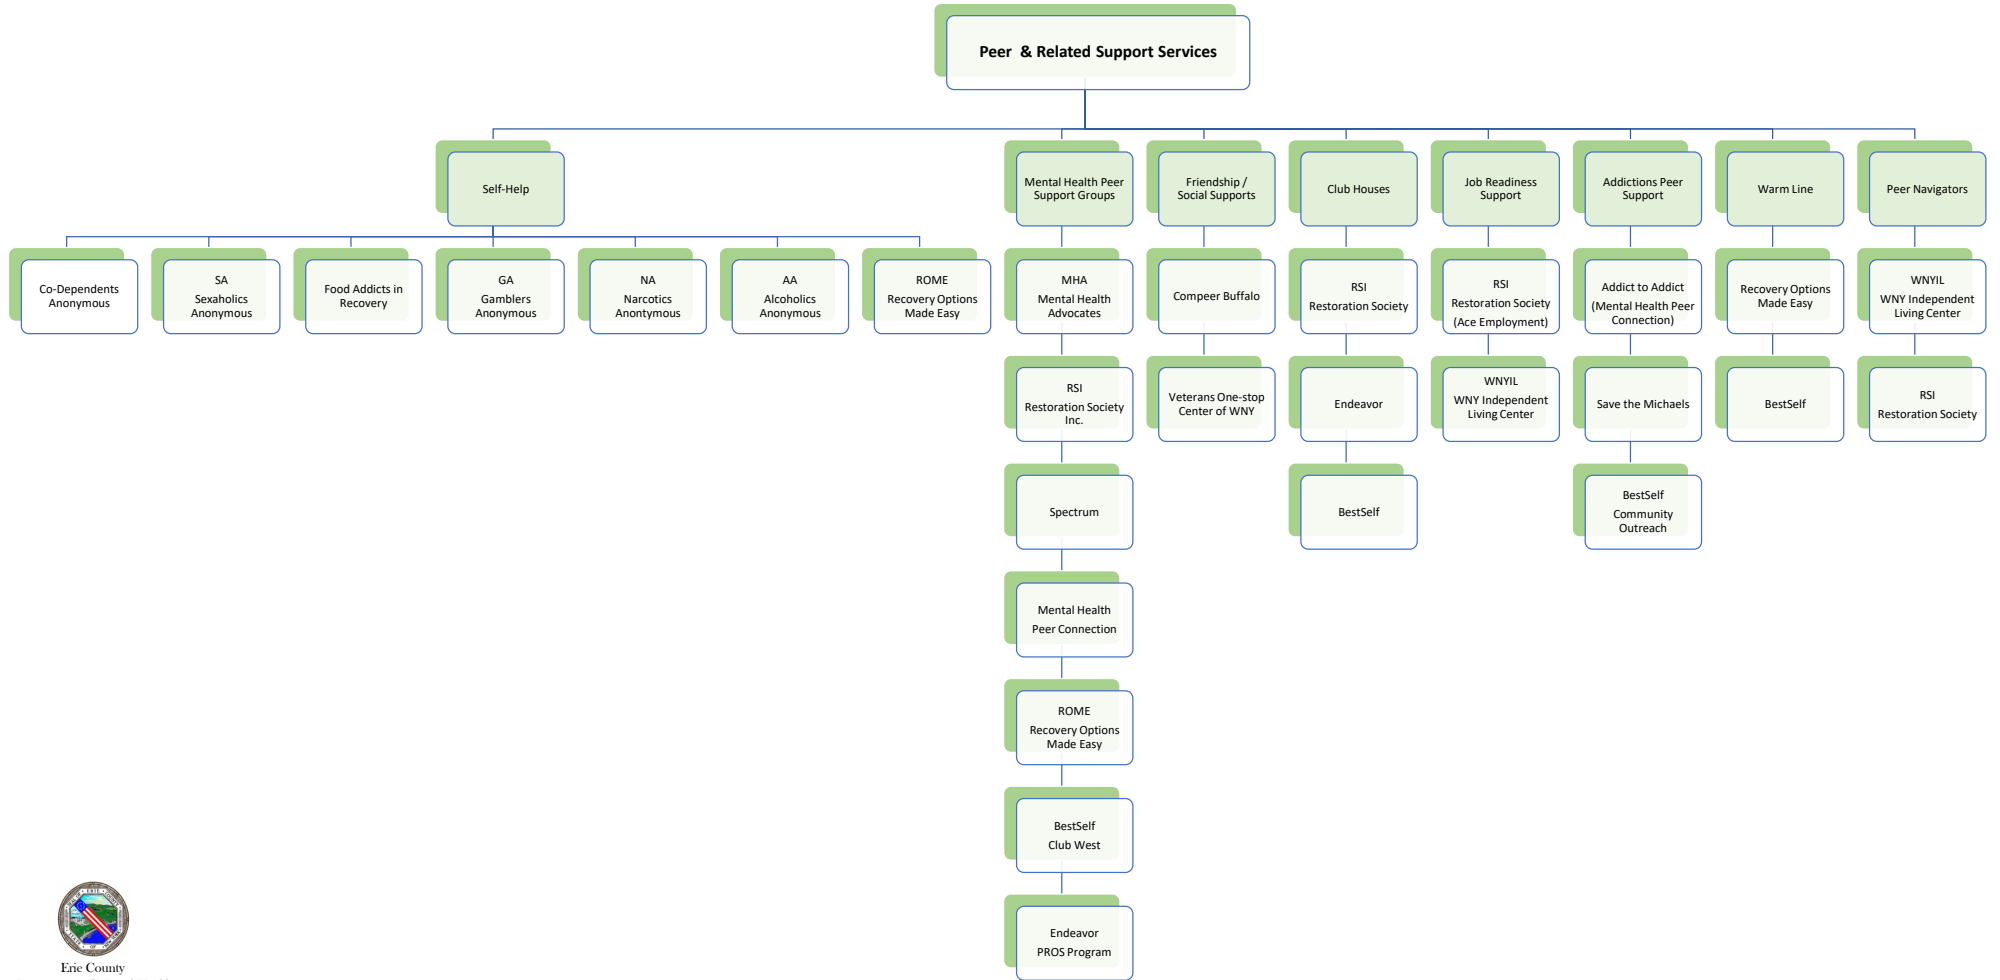 Peer & Related Support Services
Self-Help
Mental Health Peer
Support Groups
Friendship /
Social Supports
Club Houses
Job Readiness
Support
Addictions Peer
Support
Warm Line
Peer Navigators
Co-Dependents
Anonymous
SA
Sexaholics
Anonymous
Food Addicts in
Recovery
GA
Gamblers
Anonymous
NA
Narcotics
Anontymous
AA
Alcoholics
Anonymous
ROME
Recovery Options
Made Easy
MHA
Mental Health
Advocates
Compeer Buffalo
RSI
Restoration Society
RSI
Restoration Society
(Ace Employment)
Addict to Addict
(Mental Health Peer
Connection)
Recovery Options
Made Easy
WNYIL
WNY Independent
Living Center
RSI
Restoration Society
Inc.
Veterans One-stop
Center of WNY
Endeavor
WNYIL
WNY Independent
Living Center
Save the Michaels
BestSelf
RSI
Restoration Society
Spectrum
BestSelf
BestSelf
Community
Outreach
Mental Health
Peer Connection
ROME
Recovery Options
Made Easy
BestSelf
Club West
Endeavor
PROS Program
Erie County